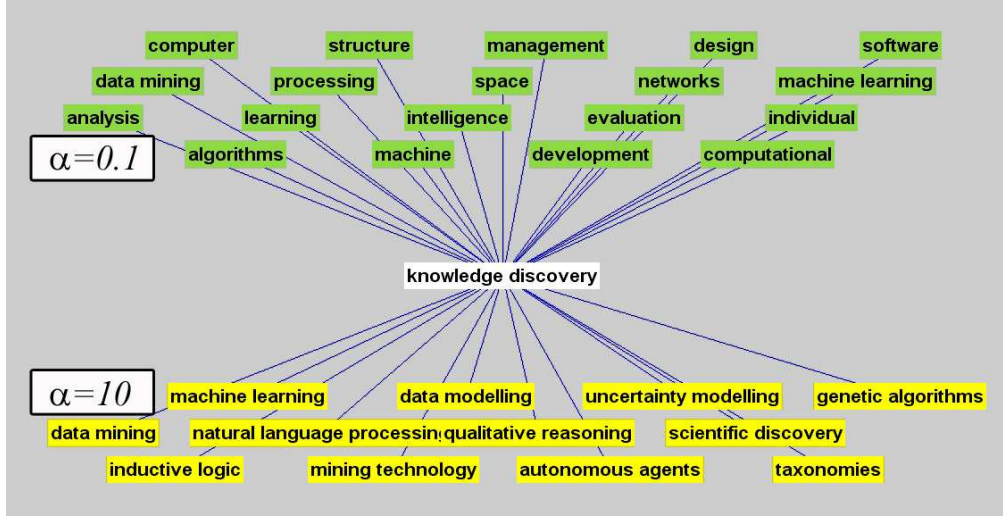 computer structure management design software
data mining processing space networks machine learning
analysis learning intelligence evaluation individual
α=0.1 algorithms machine development computational
knowledge discovery
α=10 machine learning data modelling uncertainty modelling genetic algorithms
data mining natural language processing qualitative reasoning scientific discovery
inductive logic mining technology autonomous agents taxonomies